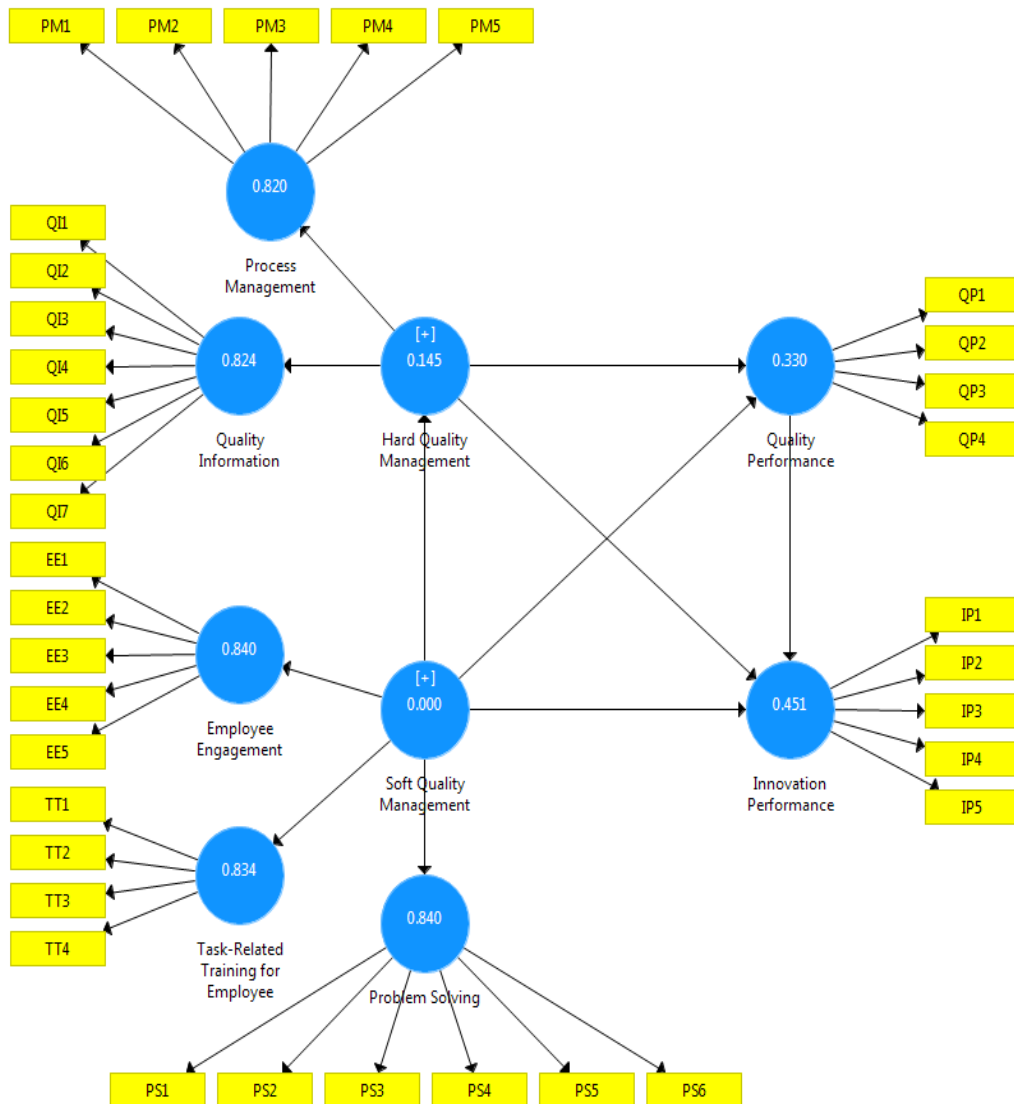 PM1 PM2 PM3 PM4 PM5
0.820
Process
Management
QI1
QI2
QI3
QI4
QI5
QI6
QI7
0.824
Quality
Information
[+]
0.145
Hard Quality
Management
0.330
Quality
Performance
QP1
QP2
QP3
QP4
EE1
EE2
EE3
EE4
EE5
0.840
Employee
Engagement
[+]
0.000
Soft Quality
Management
0.451
Innovation
Performance
IP1
IP2
IP3
IP4
IP5
TT1
TT2
TT3
TT4
0.834
Task-Related
Training for
Employee
0.840
Problem Solving
PS1 PS2 PS3 PS4 PS5 PS6